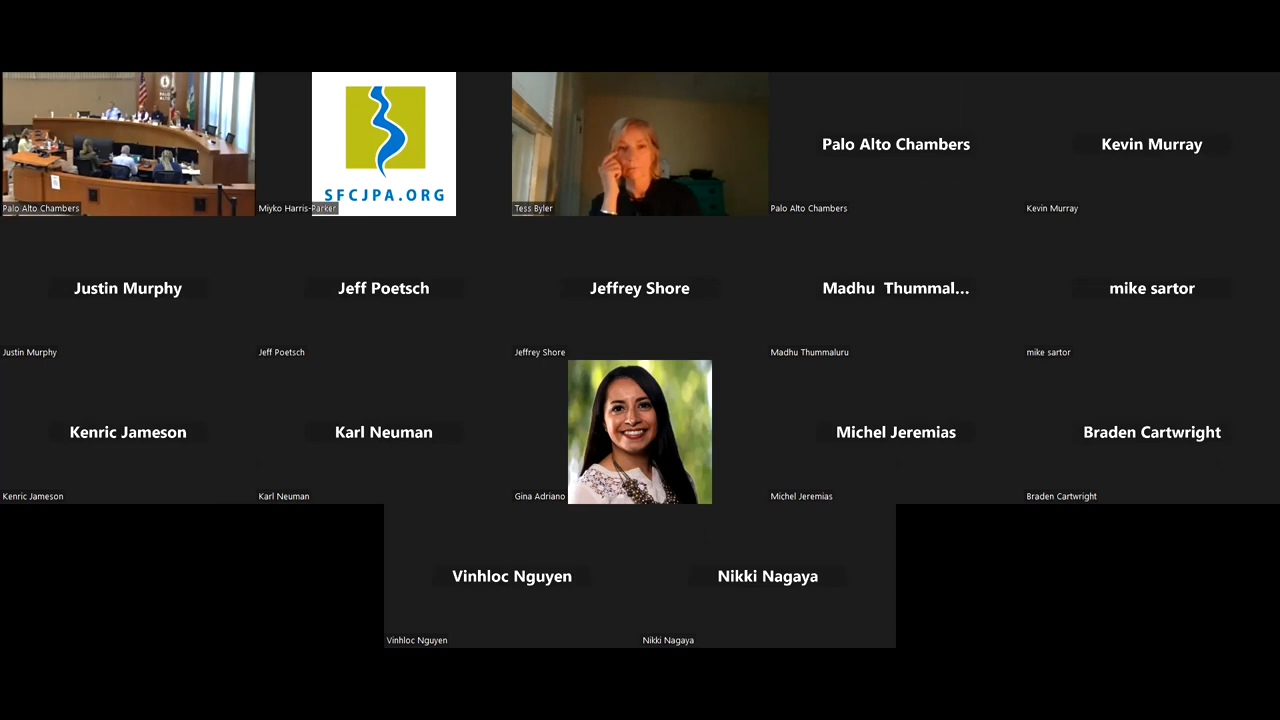 Palo Alto Chambers
SFCJPA.ORG
Miyko Harris-Parker
Tess Byler
Palo Alto Chambers
Palo Alto Chambers
Kevin Murray
Kevin Murray
Justin Murphy
Justin Murphy
Jeff Poetsch
Jeff Poetsch
Jeffrey Shore
Jeffrey Shore
Madhu Thummal...
Madhu Thummaluru
mike sartor
mike sartor
Kenric Jameson
Kenric Jameson
Karl Neuman
Karl Neuman
Gina Adriano
Michel Jeremias
Michel Jeremias
Braden Cartwright
Braden Cartwright
Vinhloc Nguyen
Vinhloc Nguyen
Nikki Nagaya
Nikki Nagaya